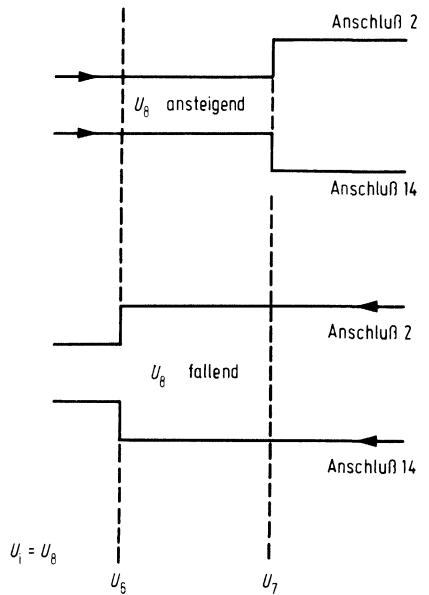 Anschluß 2
U8 ansteigend
Anschluß 14
Anschluß 2
U8 fallend
Anschluß 14
Ui = U8
U6 U7